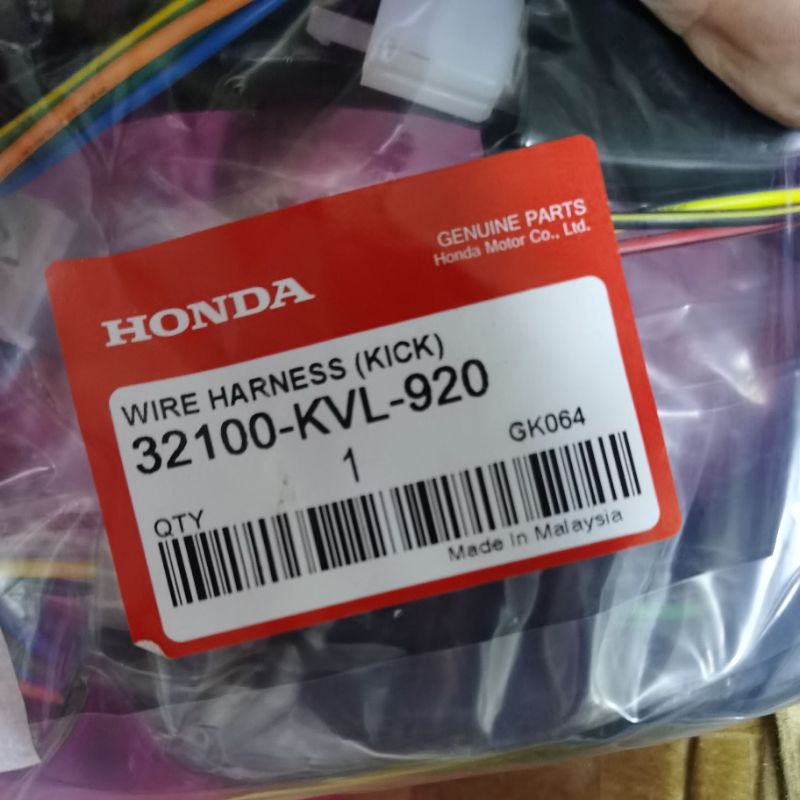 GENUINE PARTS
Honda Motor Co., Ltd.
HONDA
WIRE HARNESS (KICK)
32100-KVL-920
1
GK064
QTY
Made In Malaysia